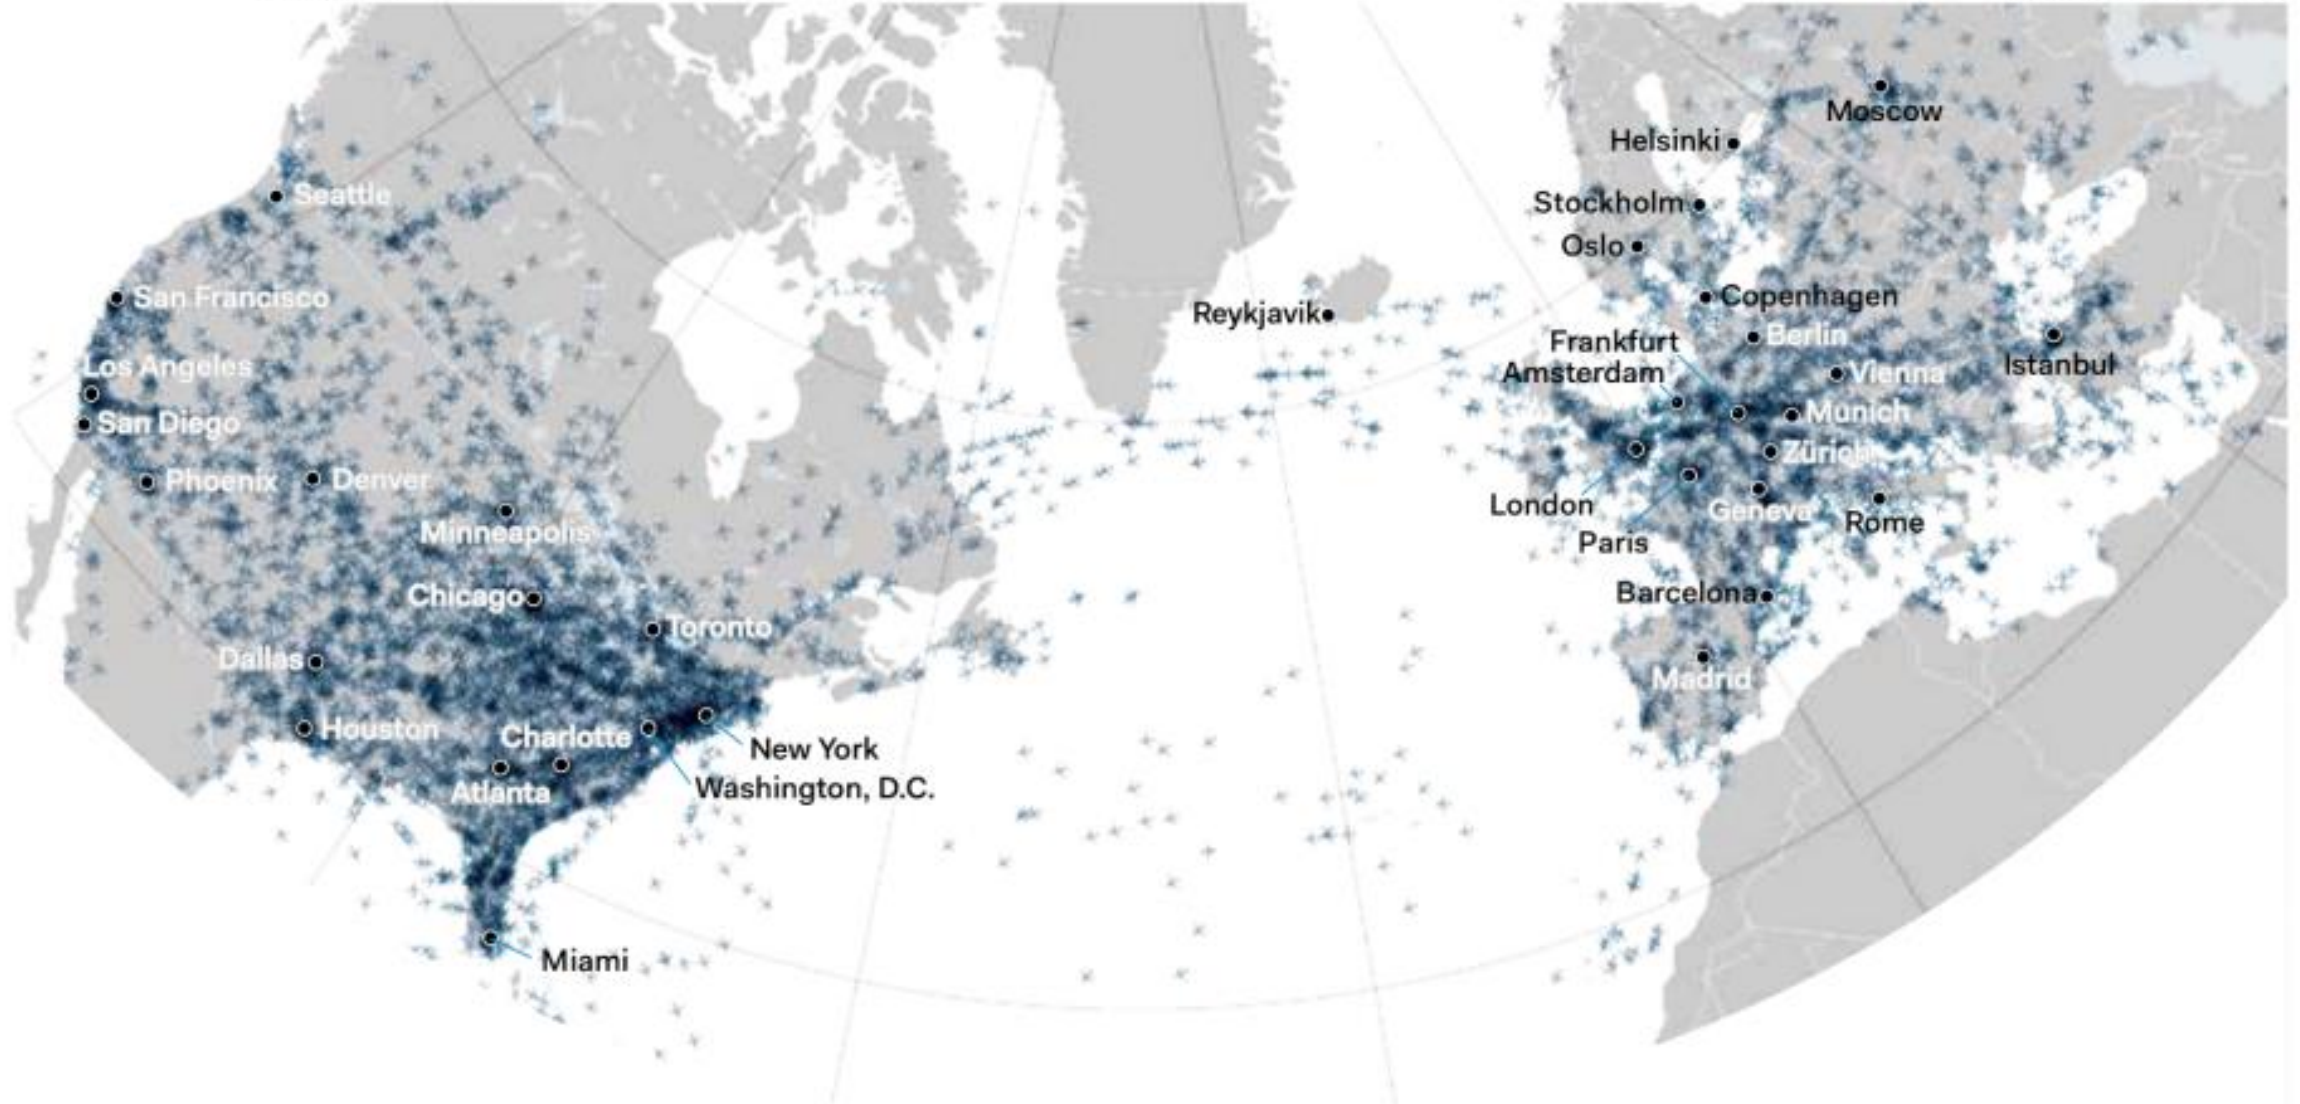 Seattle
San Francisco
Los Angeles
San Diego
Phoenix
Denver
Minneapolis
Chicago
Toronto
Dallas
Houston
Charlotte
Atlanta
New York
Washington, D.C.
Miami
Reykjavik
Moscow
Helsinki
Stockholm
Oslo
Copenhagen
Berlin
Frankfurt
Amsterdam
Vienna
Istanbul
Munich
Zürich
London
Geneva
Rome
Paris
Barcelona
Madrid